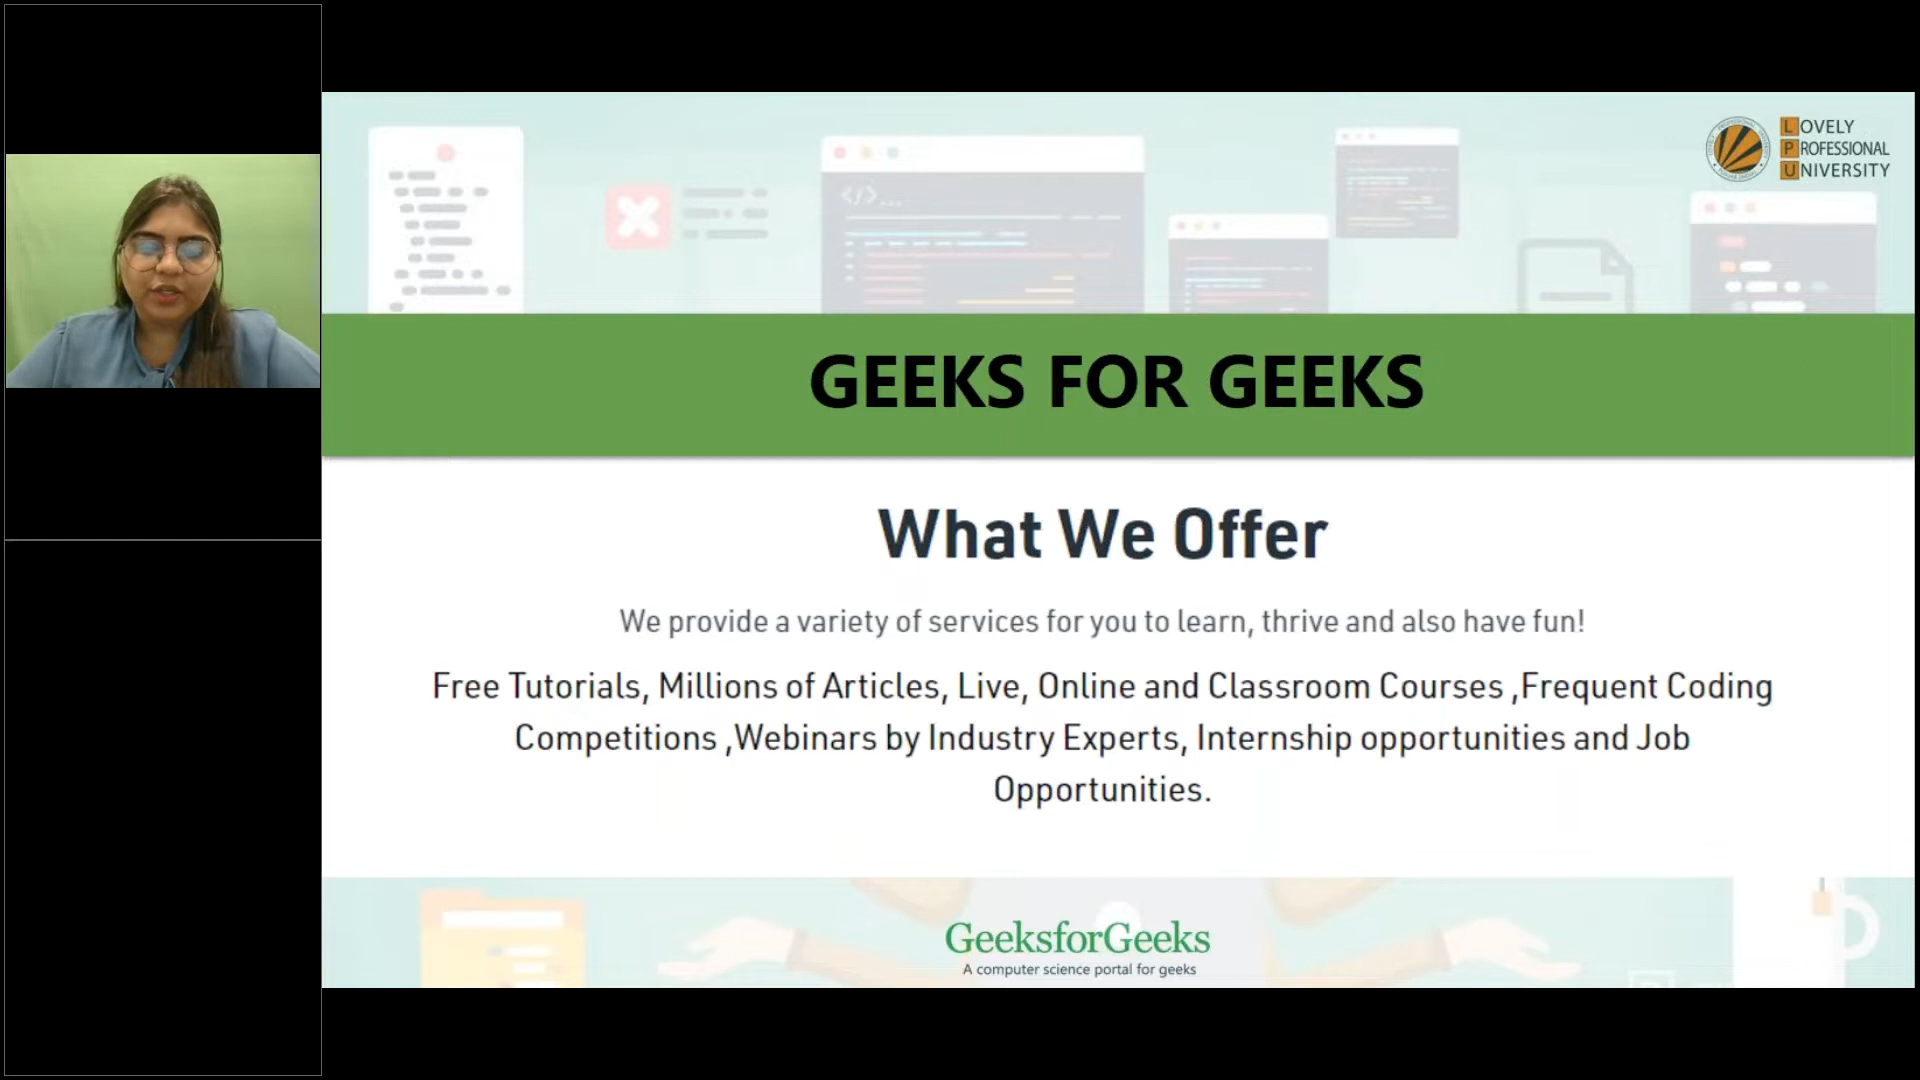 LOVELY
PROFESSIONAL
UNIVERSITY
</>...
GEEKS FOR GEEKS
What We Offer
We provide a variety of services for you to learn, thrive and also have fun!
Free Tutorials, Millions of Articles, Live, Online and Classroom Courses ,Frequent Coding
Competitions ,Webinars by Industry Experts, Internship opportunities and Job
Opportunities.
GeeksforGeeks
A computer science portal for geeks